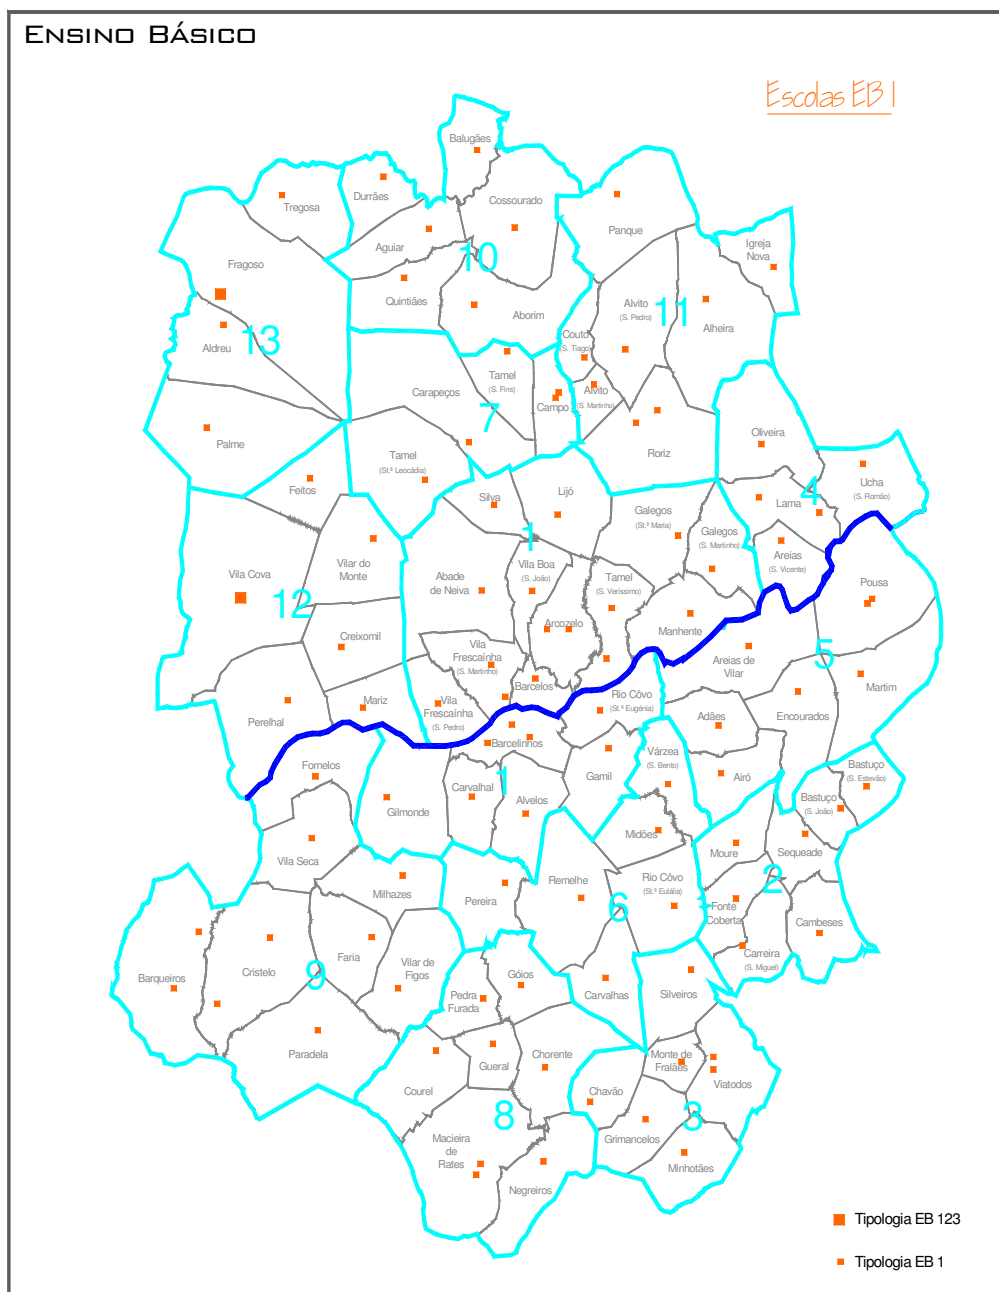 ENSINO BÁSICO
Escolas EB 1
Balugães
Durrães
Tregosa
Cossourado
Panque
Aguiar
Igreja
Nova
10
Fragoso
Quintiães
Aborim
Alvito
(S. Pedro)
11
Alheira
Couto
(S. Tiago)
13
Aldreu
Tamel
(S. Fins)
Carapeços
Campo
Alvito
(S. Martinho)
7
Palme
Oliveira
Tamel
(St.ª Leocádia)
Roriz
Feitos
Ucha
(S. Romão)
Silva
Lijó
4
Lama
Galegos
(St.ª Maria)
Galegos
(S. Martinho)
1
Areias
(S. Vicente)
Vilar do
Monte
Vila Boa
(S. João)
Vila Cova
Abade
de Neiva
Tamel
(S. Veríssimo)
Pousa
12
Arcozelo
Manhente
Creixomil
Vila
Frescaínha
(S. Martinho)
Areias de
Vilar
5
Martim
Barcelos
Rio Côvo
(St.ª Eugénia)
Mariz
Vila
Frescaínha
(S. Pedro)
Perelhal
Adães
Encourados
Barcelinhos
Várzea
(S. Bento)
Fornelos
Bastuço
(S. Estevão)
Gamil
Airó
1
Carvalhal
Alvelos
Gilmonde
Bastuço
(S. João)
Midões
Vila Seca
Moure
Sequeade
Milhazes
Pereira
Remelhe
Rio Côvo
(St.ª Eulália)
2
6
Fonte
Coberta
Cambeses
Carreira
(S. Miguel)
Faria
Vilar de
Figos
Cristelo
Barqueiros
9
Góios
Pedra
Furada
Carvalhas
Silveiros
Paradela
Gueral
Chorente
Monte de
Fralães
Viatodos
Courel
Chavão
8
3
Macieira
de
Rates
Grimancelos
Minhotães
Negreiros
Tipologia EB 123
Tipologia EB 1